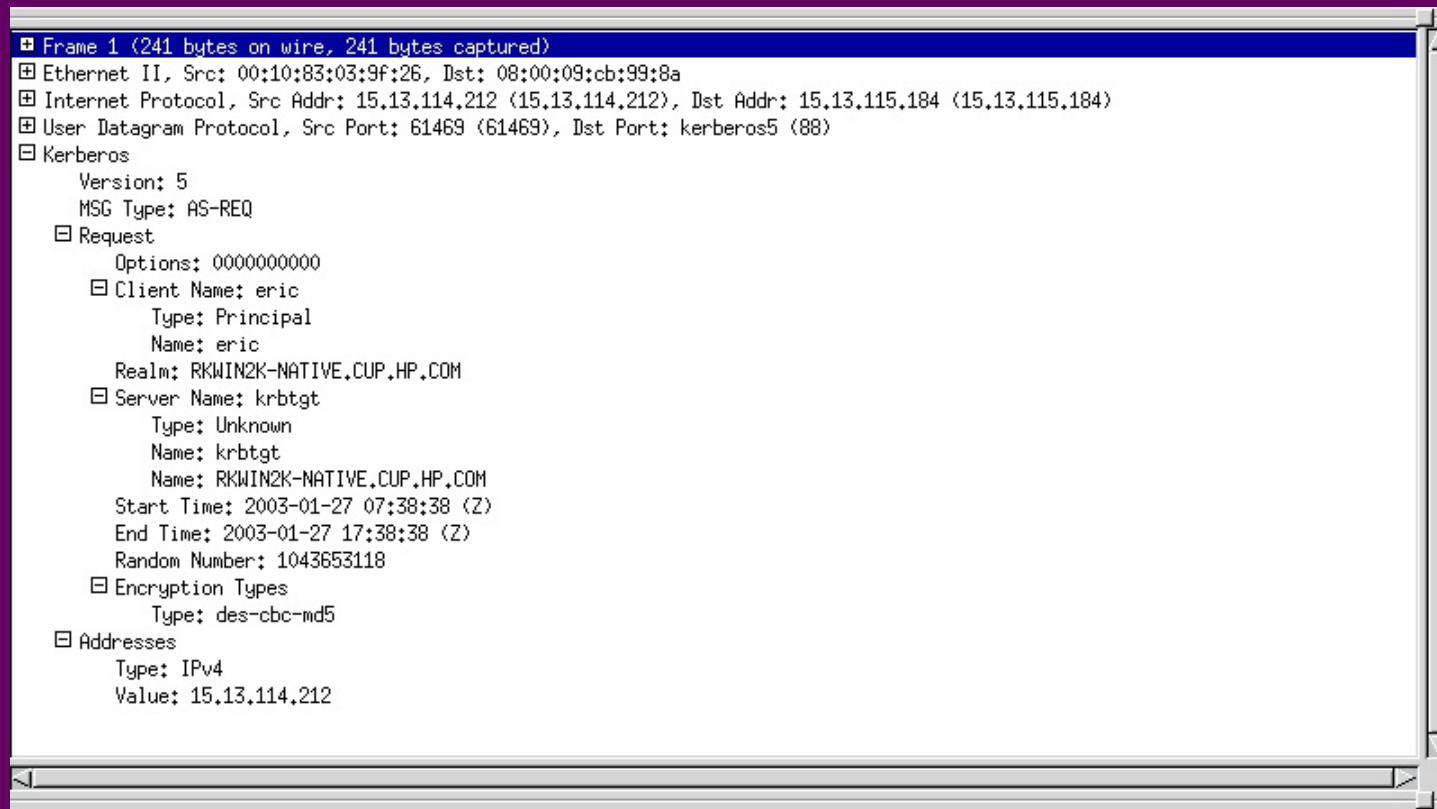 Frame 1 (241 bytes on wire, 241 bytes captured)
Ethernet II, Src: 00:10:83:03:9f:26, Dst: 08:00:09:cb:99:8a
Internet Protocol, Src Addr: 15.13.114.212 (15.13.114.212), Dst Addr: 15.13.115.184 (15.13.115.184)
User Datagram Protocol, Src Port: 61469 (61469), Dst Port: kerberos5 (88)
Kerberos
Version: 5
MSG Type: AS-REQ
Request
Options: 0000000000
Client Name: eric
Type: Principal
Name: eric
Realm: RKWIN2K-NATIVE.CUP.HP.COM
Server Name: krbtgt
Type: Unknown
Name: krbtgt
Name: RKWIN2K-NATIVE.CUP.HP.COM
Start Time: 2003-01-27 07:38:38 (Z)
End Time: 2003-01-27 17:38:38 (Z)
Random Number: 1043653118
Encryption Types
Type: des-cbc-md5
Addresses
Type: IPv4
Value: 15.13.114.212